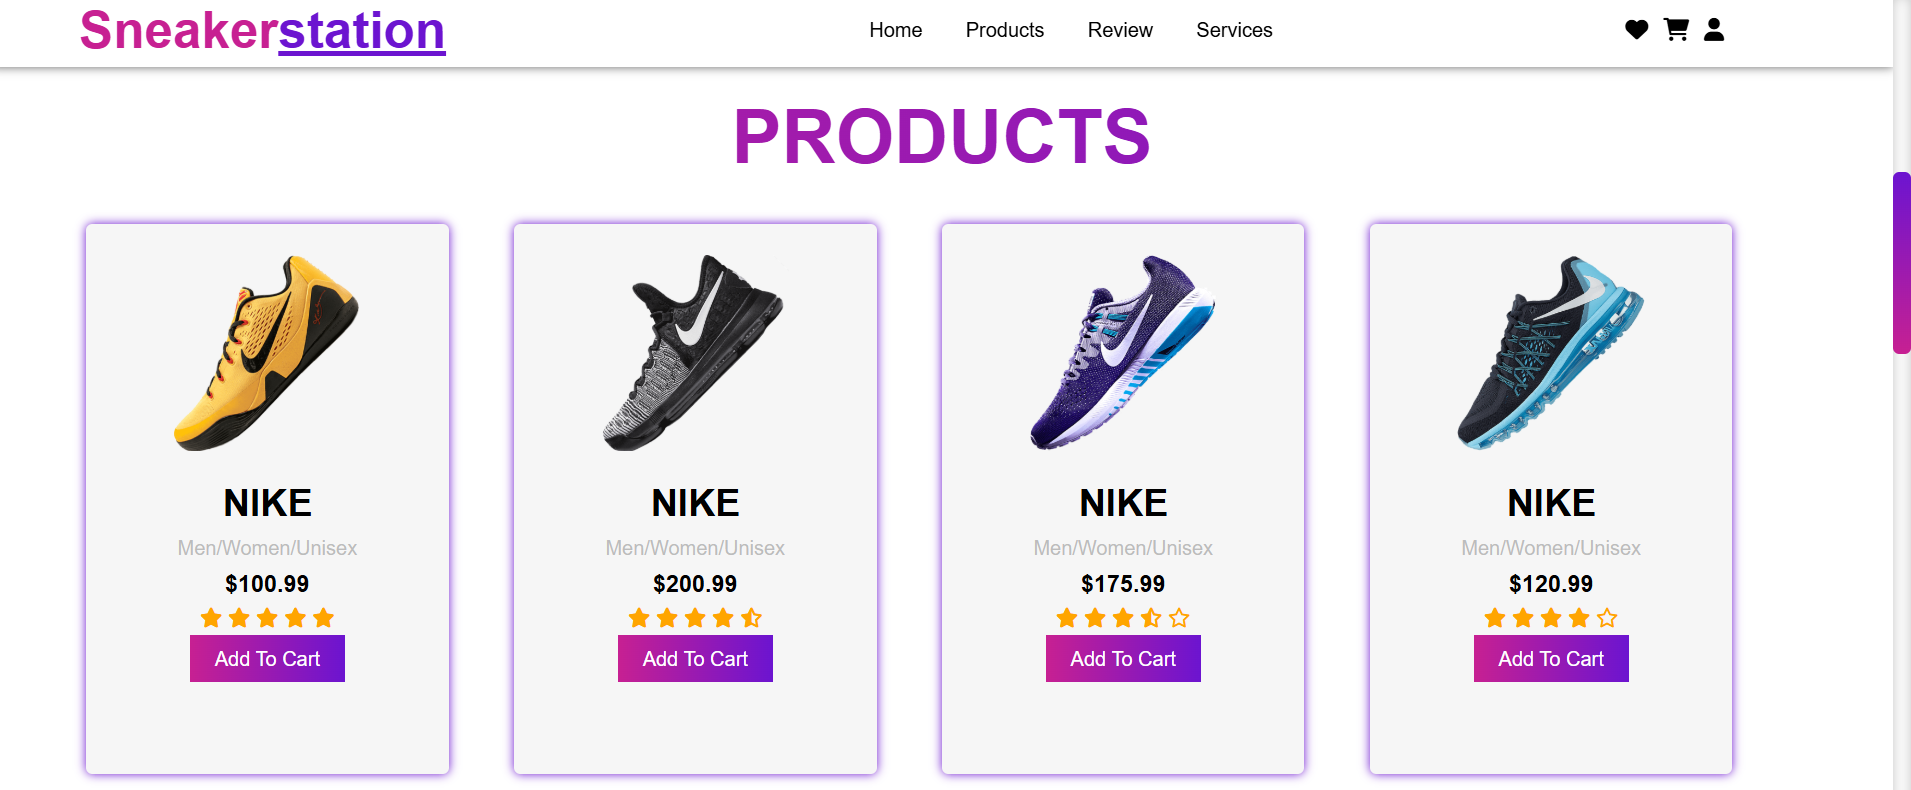 Sneakerstation Home Products Review Services
PRODUCTS
NIKE NIKE NIKE NIKE
Men/Women/Unisex Men/Women/Unisex Men/Women/Unisex Men/Women/Unisex
$100.99 $200.99 $175.99 $120.99
Add To Cart Add To Cart Add To Cart Add To Cart